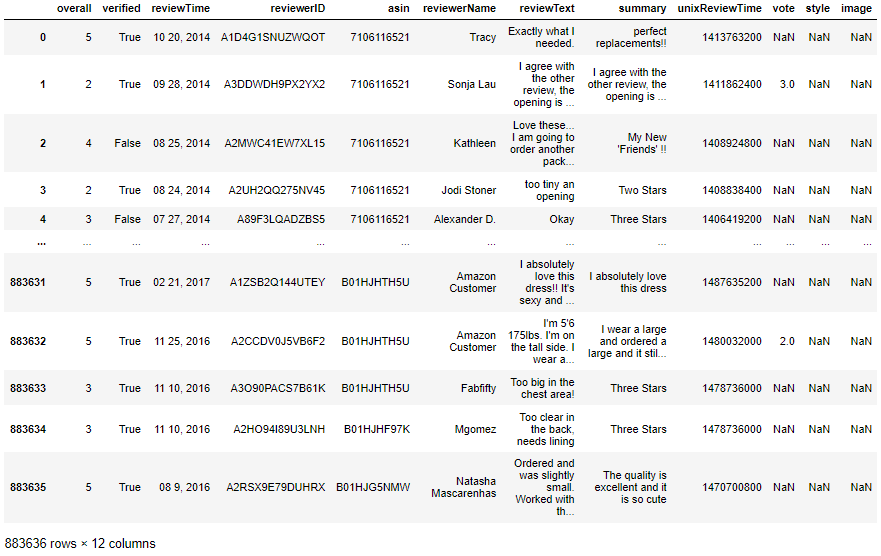 overall verified reviewTime reviewerID asin reviewerName reviewText summary unixReviewTime vote style image
0 5 True 10 20, 2014 A1D4G1SNUZWQOT 7106116521 Tracy Exactly what I needed. perfect replacements!! 1413763200 NaN NaN NaN
1 2 True 09 28, 2014 A3DDWDH9PX2YX2 7106116521 Sonja Lau I agree with the other review, the opening is ... I agree with the other review, the opening is ... 1411862400 3.0 NaN NaN
2 4 False 08 25, 2014 A2MWC41EW7XL15 7106116521 Kathleen Love these... I am going to order another pack... My New 'Friends' !! 1408924800 NaN NaN NaN
3 2 True 08 24, 2014 A2UH2QQ275NV45 7106116521 Jodi Stoner too tiny an opening Two Stars 1408838400 NaN NaN NaN
4 3 False 07 27, 2014 A89F3LQADZBS5 7106116521 Alexander D. Okay Three Stars 1406419200 NaN NaN NaN
... ... ... ... ... ... ... ... ... ... ... ... ...
883631 5 True 02 21, 2017 A1ZSB2Q144UTEY B01HJHTH5U Amazon Customer I absolutely love this dress!! It's sexy and ... I absolutely love this dress 1487635200 NaN NaN NaN
883632 5 True 11 25, 2016 A2CCDV0J5VB6F2 B01HJHTH5U Amazon Customer I'm 5'6 175lbs. I'm on the tall side. I wear a... I wear a large and ordered a large and it stil... 1480032000 2.0 NaN NaN
883633 3 True 11 10, 2016 A3O90PACS7B61K B01HJHTH5U Fabfifty Too big in the chest area! Three Stars 1478736000 NaN NaN NaN
883634 3 True 11 10, 2016 A2HO94I89U3LNH B01HJHF97K Mgomez Too clear in the back, needs lining Three Stars 1478736000 NaN NaN NaN
883635 5 True 08 9, 2016 A2RSX9E79DUHRX B01HJG5NMW Natasha Mascarenhas Ordered and was slightly small. Worked with th... The quality is excellent and it is so cute 1470700800 NaN NaN NaN
883636 rows × 12 columns